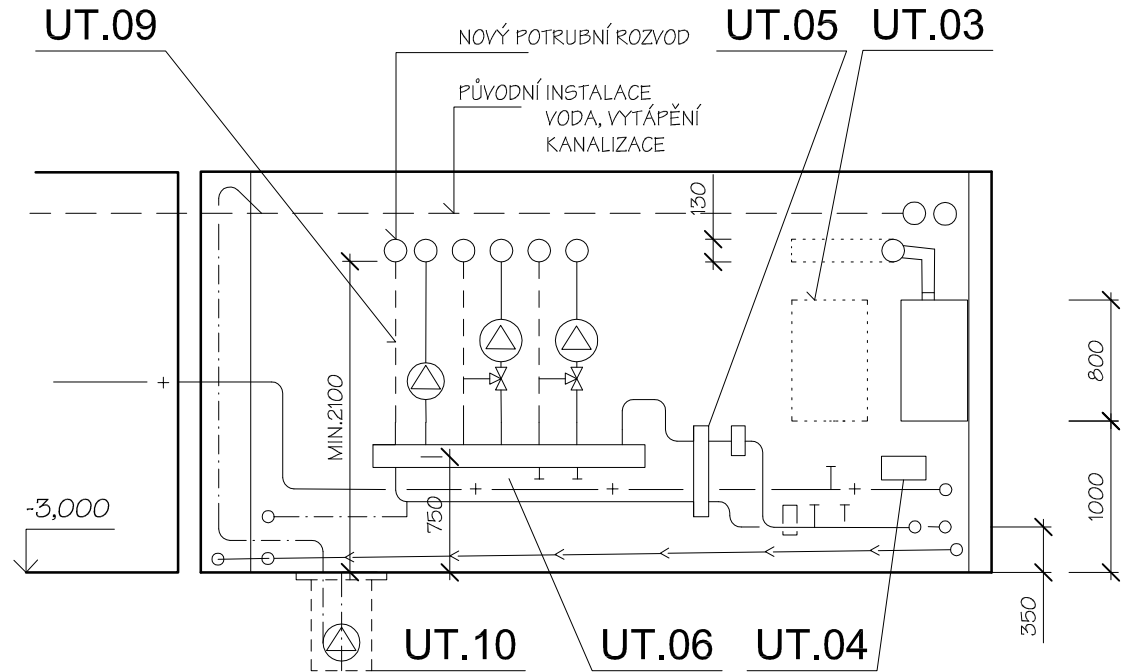 UT.09
NOVÝ POTRUBNÍ ROZVOD
UT.05
UT.03
PŮVODNÍ INSTALACE
VODA, VYTÁPĚNÍ
KANALIZACE
130
800
MIN.2100
750
1000
-3,000
350
UT.10
UT.06
UT.04